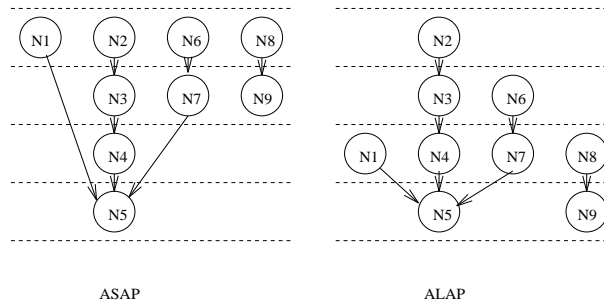 N1 N2 N6 N8 N2
N3 N7 N9 N3 N6
N4 N1 N4 N7 N8
N5 N5 N9
ASAP ALAP